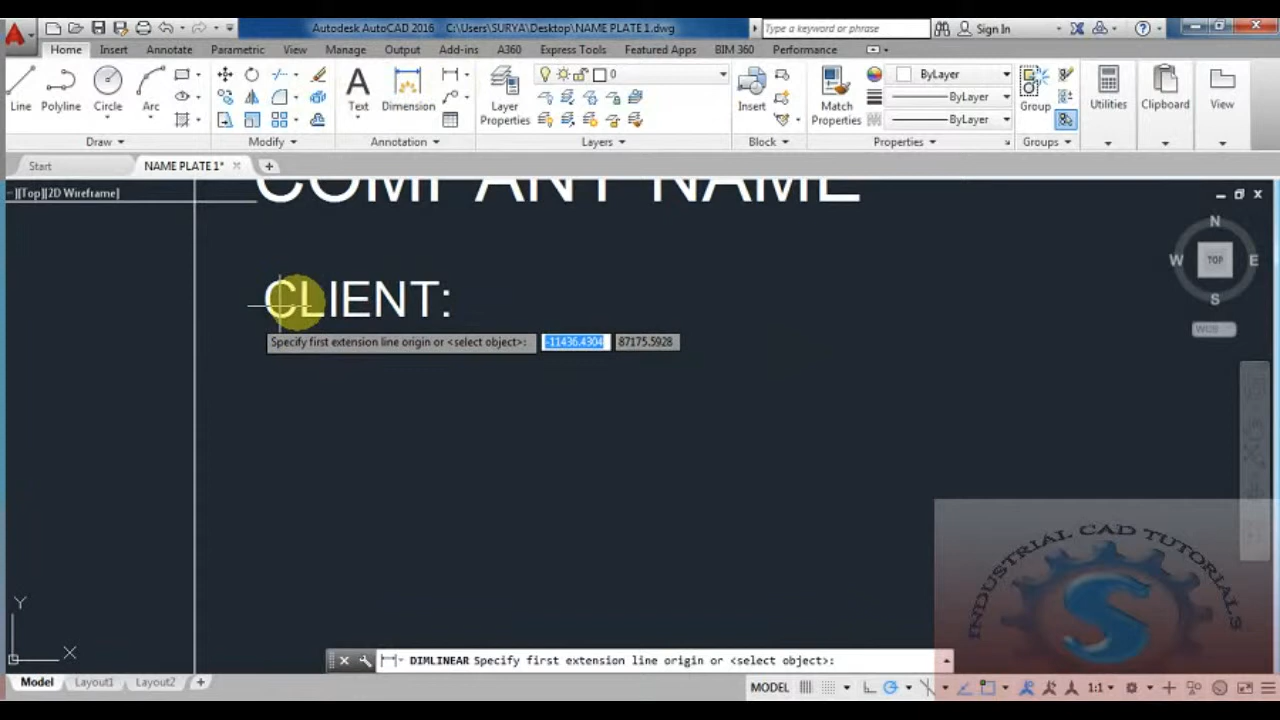 Autodesk AutoCAD 2016 C:\Users\SURYA\Desktop\NAME PLATE 1.dwg Type a keyword or phrase Sign In
Home Insert Annotate Parametric View Manage Output Add-ins A360 Express Tools Featured Apps BIM 360 Performance
Line Polyline Circle Arc Text Dimension Layer Properties 0 Insert Match Properties ByLayer ByLayer ByLayer Group Utilities Clipboard View
Draw Modify Annotation Layers Block Properties Groups
Start NAME PLATE 1*
-][Top][2D Wireframe]
COMPANY NAME
N
W TOP E
S
CLIENT:
Specify first extension line origin or <select object>: -11436.4304 87175.5928
INDUSTRIAL CAD TUTORIALS
S
Y
X
DIMLINEAR Specify first extension line origin or <select object>:
Model Layout1 Layout2 + MODEL 1:1